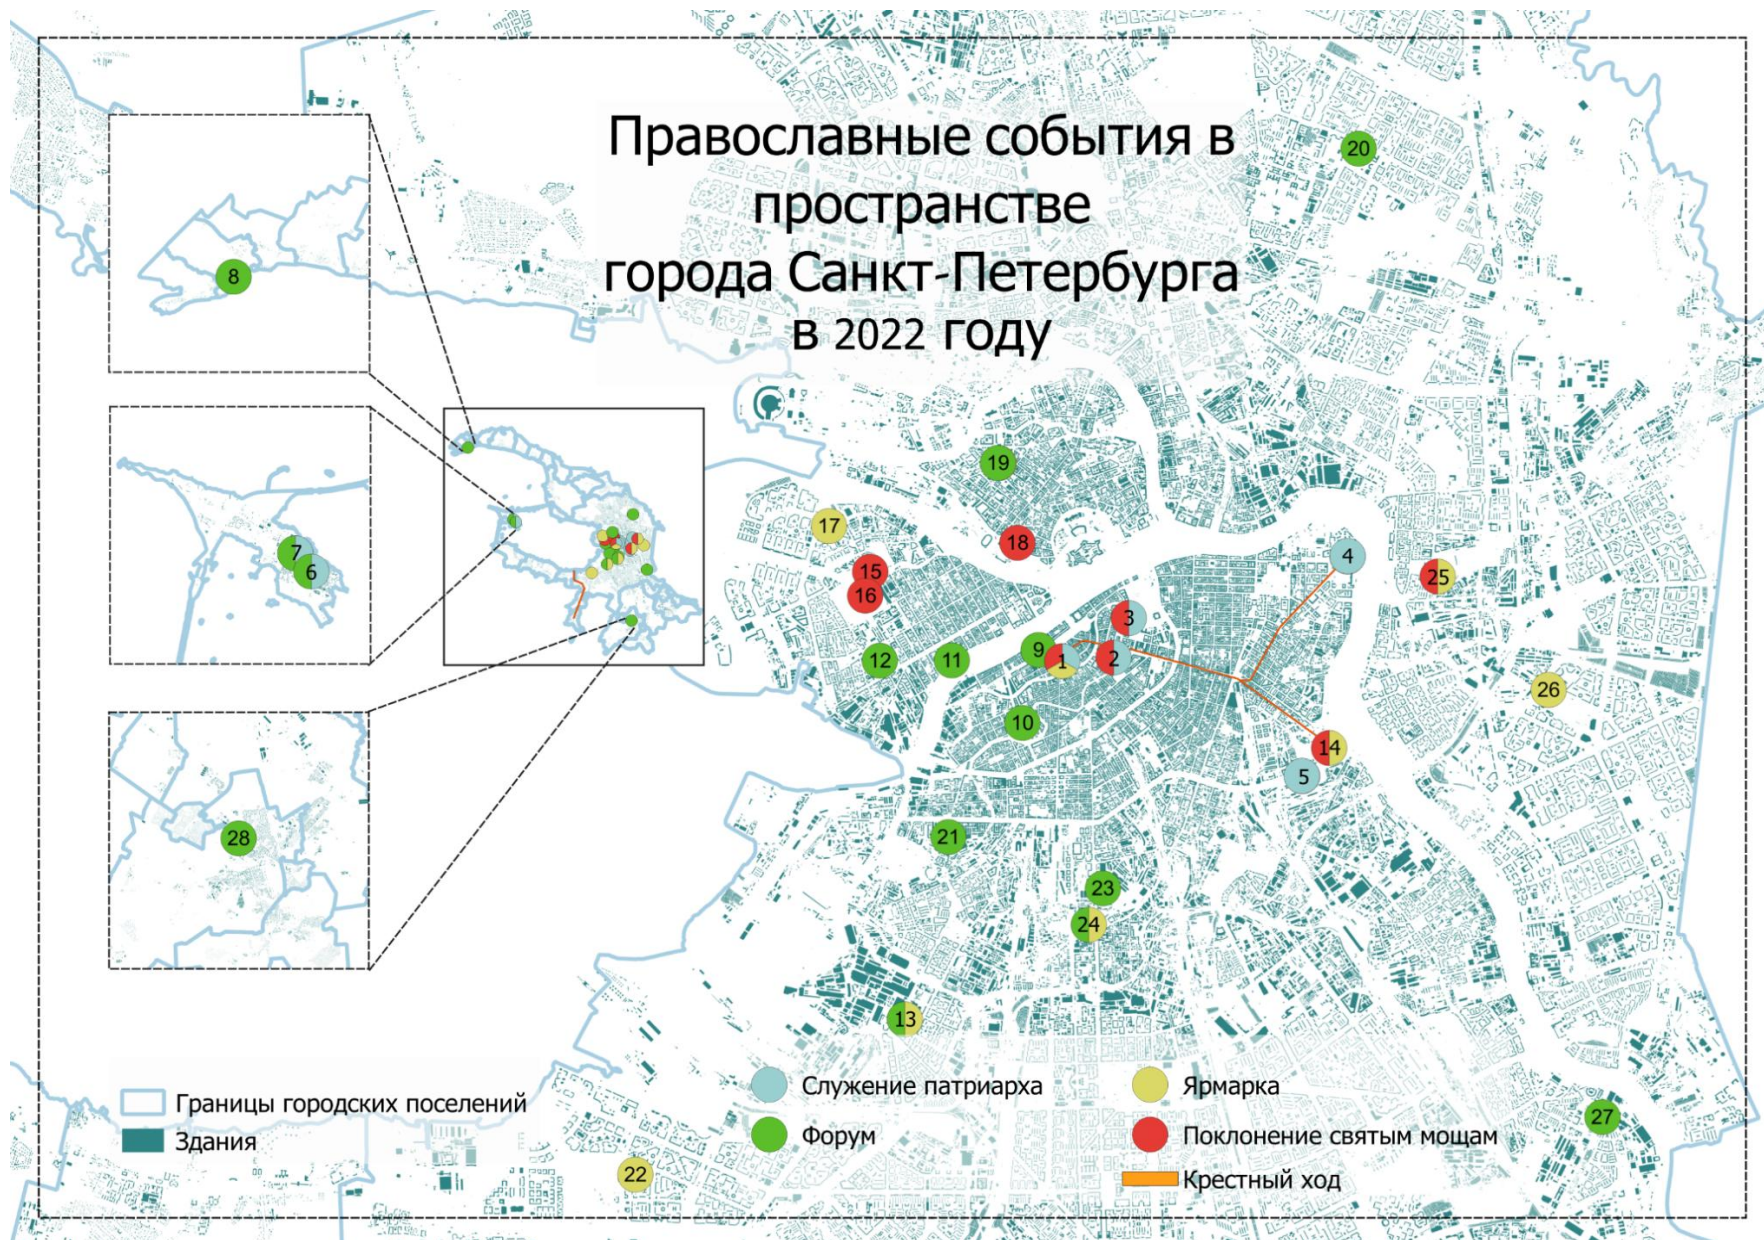 Православные события в
пространстве
города Санкт-Петербурга
в 2022 году
20
8
19
17
18
4
15
25
16
7
6
3
9
1
2
12
11
26
10
14
5
28
21
23
24
13
27
22
Границы городских поселений
Здания
Служение патриарха
Форум
Ярмарка
Поклонение святым мощам
Крестный ход